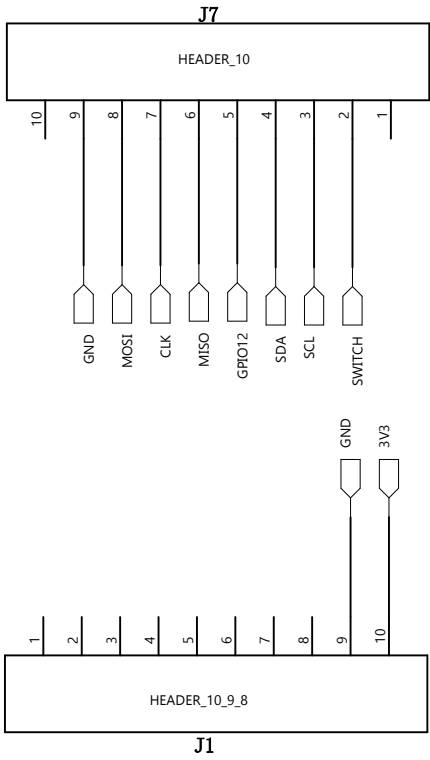 J7
HEADER_10
10 9 8 7 6 5 4 3 2 1
GND MOSI CLK MISO GPIO12 SDA SCL SWITCH
GND 3V3
1 2 3 4 5 6 7 8 9 10
HEADER_10_9_8
J1